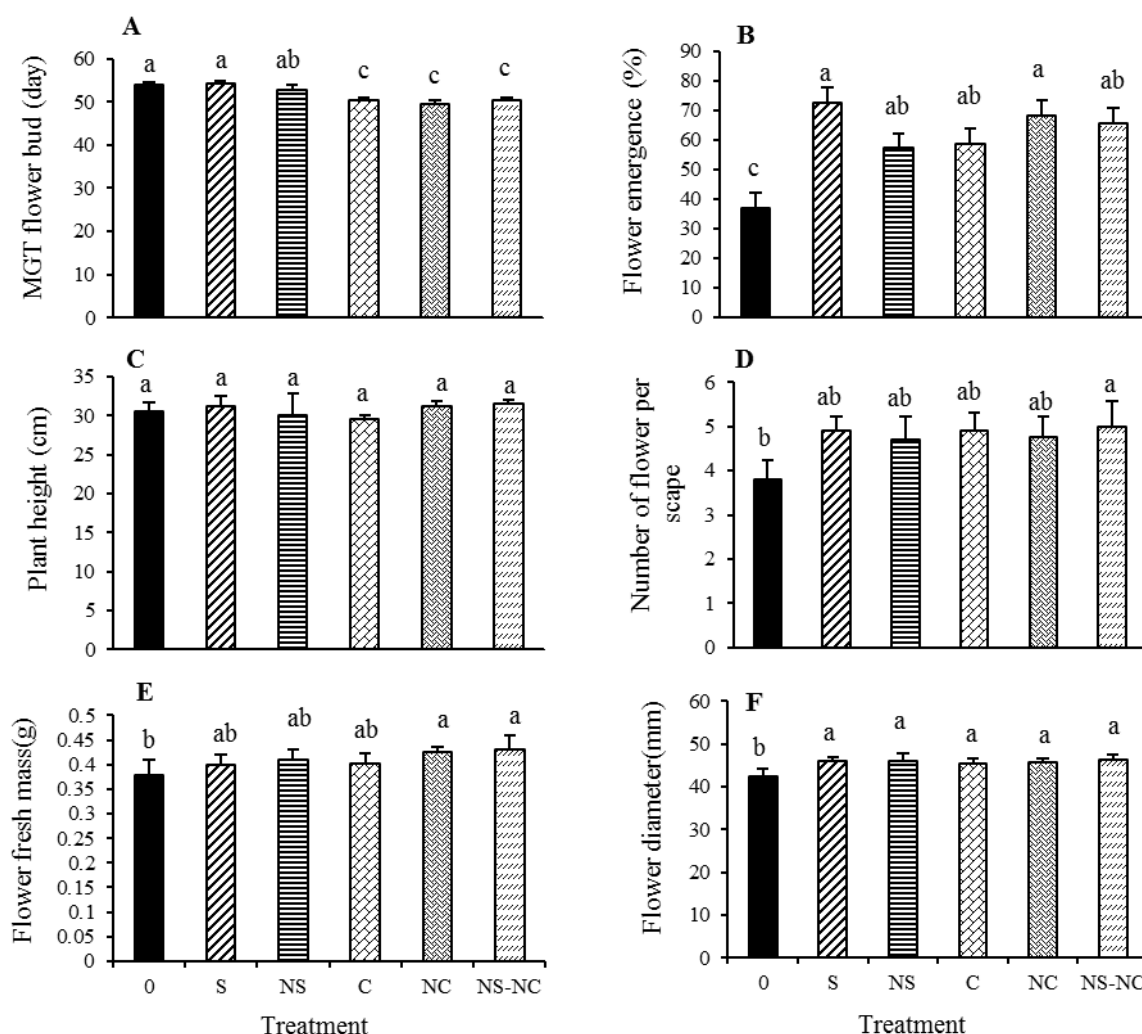 A
MGT flower bud (day)
60
50
40
30
20
10
0
a a ab c c c
B
Flower emergence (%)
90
80
70
60
50
40
30
20
10
0
c a ab ab a ab
C
Plant height (cm)
35
30
25
20
15
10
5
0
a a a a a a
D
Number of flower per
scape
6
5
4
3
2
1
0
b ab ab ab ab a
E
Flower fresh mass(g)
0.5
0.45
0.4
0.35
0.3
0.25
0.2
0.15
0.1
0.05
0
b ab ab ab a a
0 S NS C NC NS-NC
Treatment
F
Flower diameter(mm)
60
50
40
30
20
10
0
b a a a a a
0 S NS C NC NS-NC
Treatment